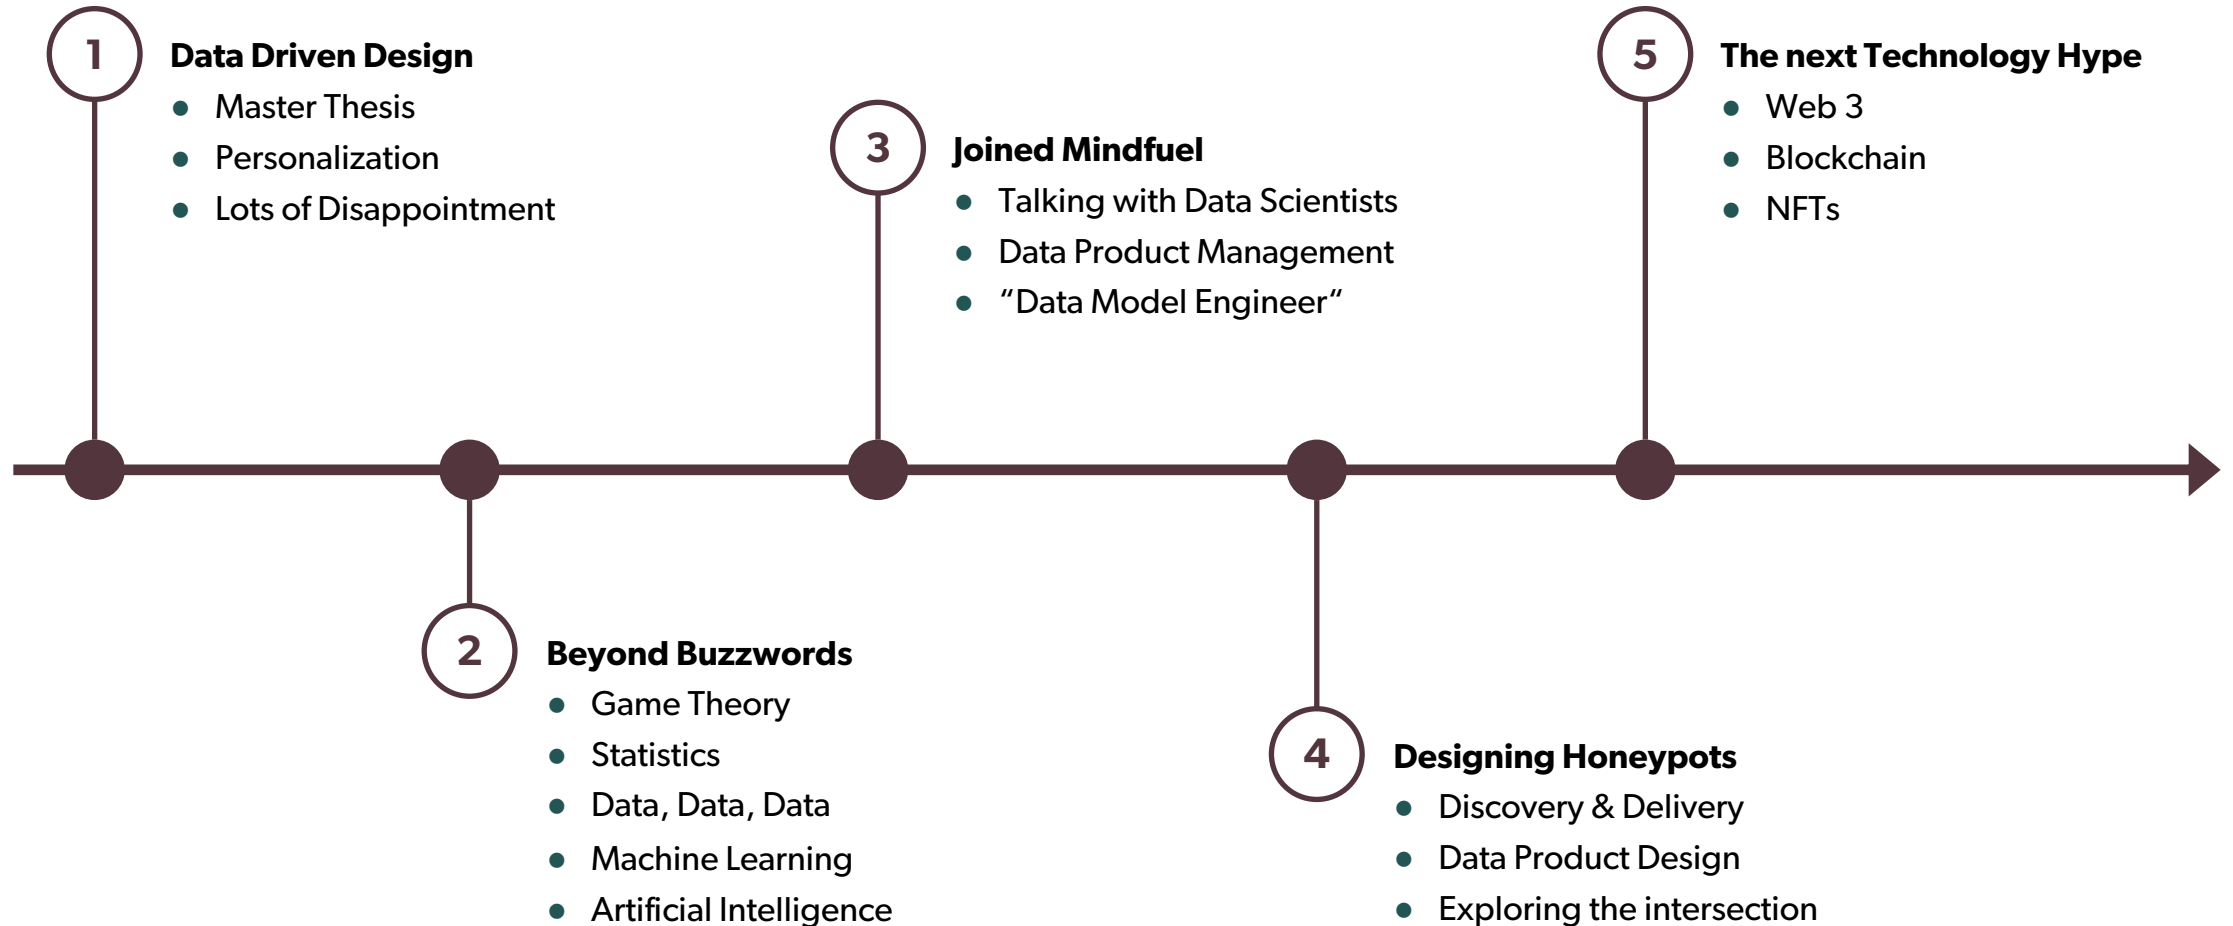 1
Data Driven Design
● Master Thesis
● Personalization
● Lots of Disappointment
2
Beyond Buzzwords
● Game Theory
● Statistics
● Data, Data, Data
● Machine Learning
● Artificial Intelligence
3
Joined Mindfuel
● Talking with Data Scientists
● Data Product Management
● “Data Model Engineer“
4
Designing Honeypots
● Discovery & Delivery
● Data Product Design
● Exploring the intersection
5
The next Technology Hype
● Web 3
● Blockchain
● NFTs